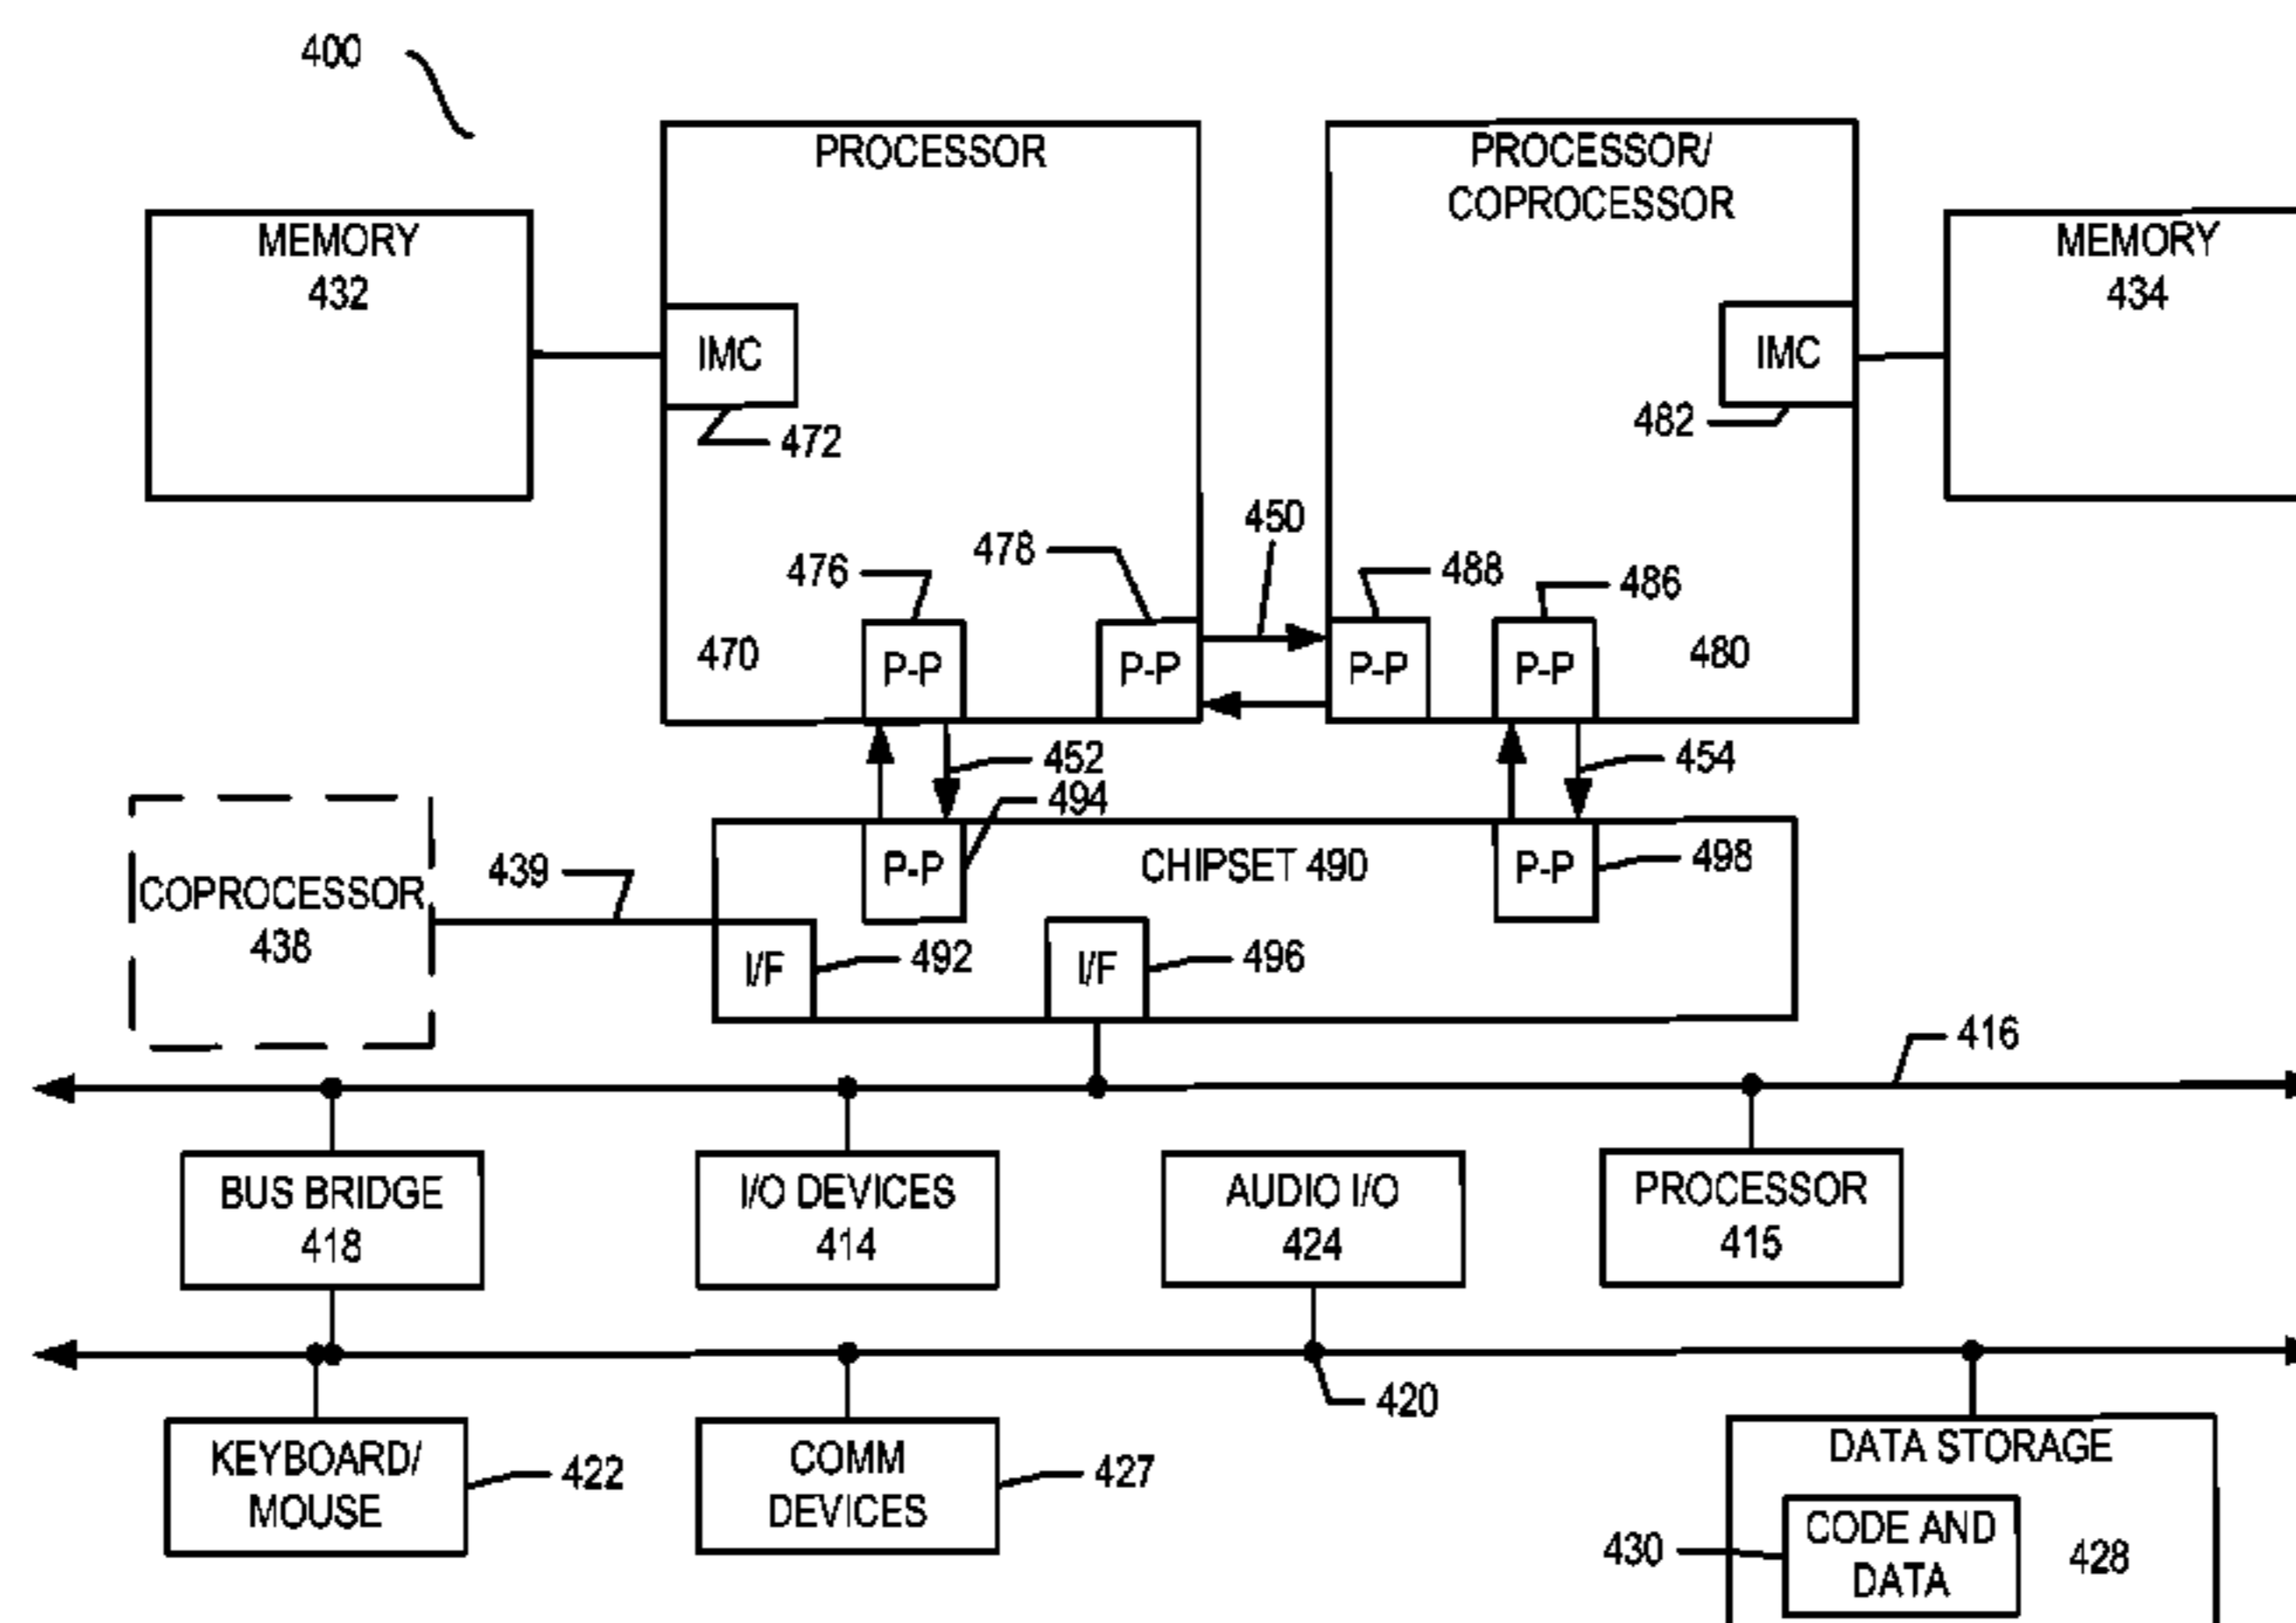 400
PROCESSOR
PROCESSOR/
COPROCESSOR
MEMORY
432
MEMORY
434
IMC
472
IMC
482
450
476
478
488
486
470
P-P
P-P
P-P
P-P
480
452
454
494
COPROCESSOR
438
439
P-P
CHIPSET 490
P-P
498
I/F
492
I/F
496
416
BUS BRIDGE
418
I/O DEVICES
414
AUDIO I/O
424
PROCESSOR
415
420
KEYBOARD/
MOUSE
422
COMM
DEVICES
427
DATA STORAGE
430
CODE AND
DATA
428